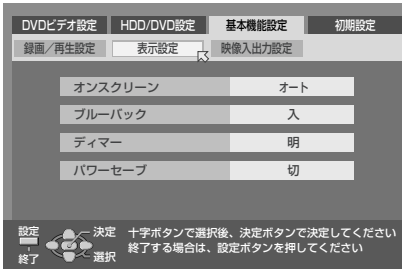 DVDビデオ設定 HDD/DVD設定 基本機能設定 初期設定
録画／再生設定 表示設定 映像入出力設定
オンスクリーン オート
ブルーバック 入
ディマー 明
パワーセーブ 切
設定 決定 十字ボタンで選択後、決定ボタンで決定してください
終了 選択 終了する場合は、設定ボタンを押してください